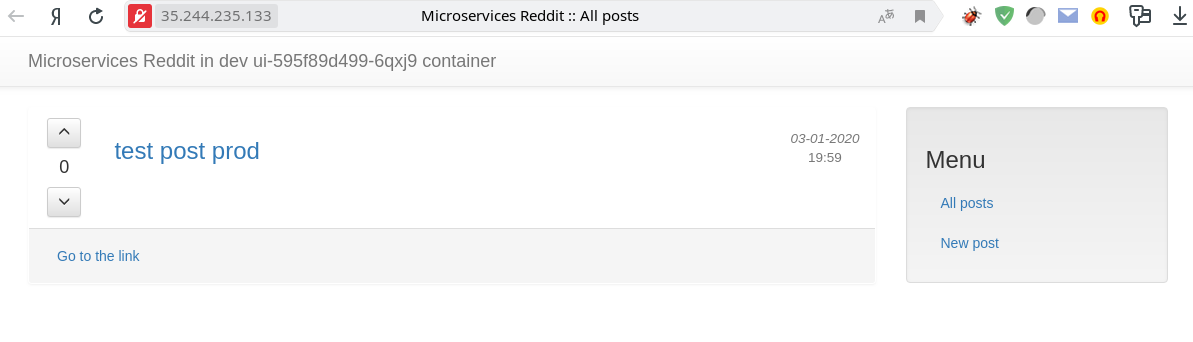 Я 35.244.235.133 Microservices Reddit :: All posts
Microservices Reddit in dev ui-595f89d499-6qxj9 container
test post prod
0
03-01-2020
19:59
Go to the link
Menu
All posts
New post